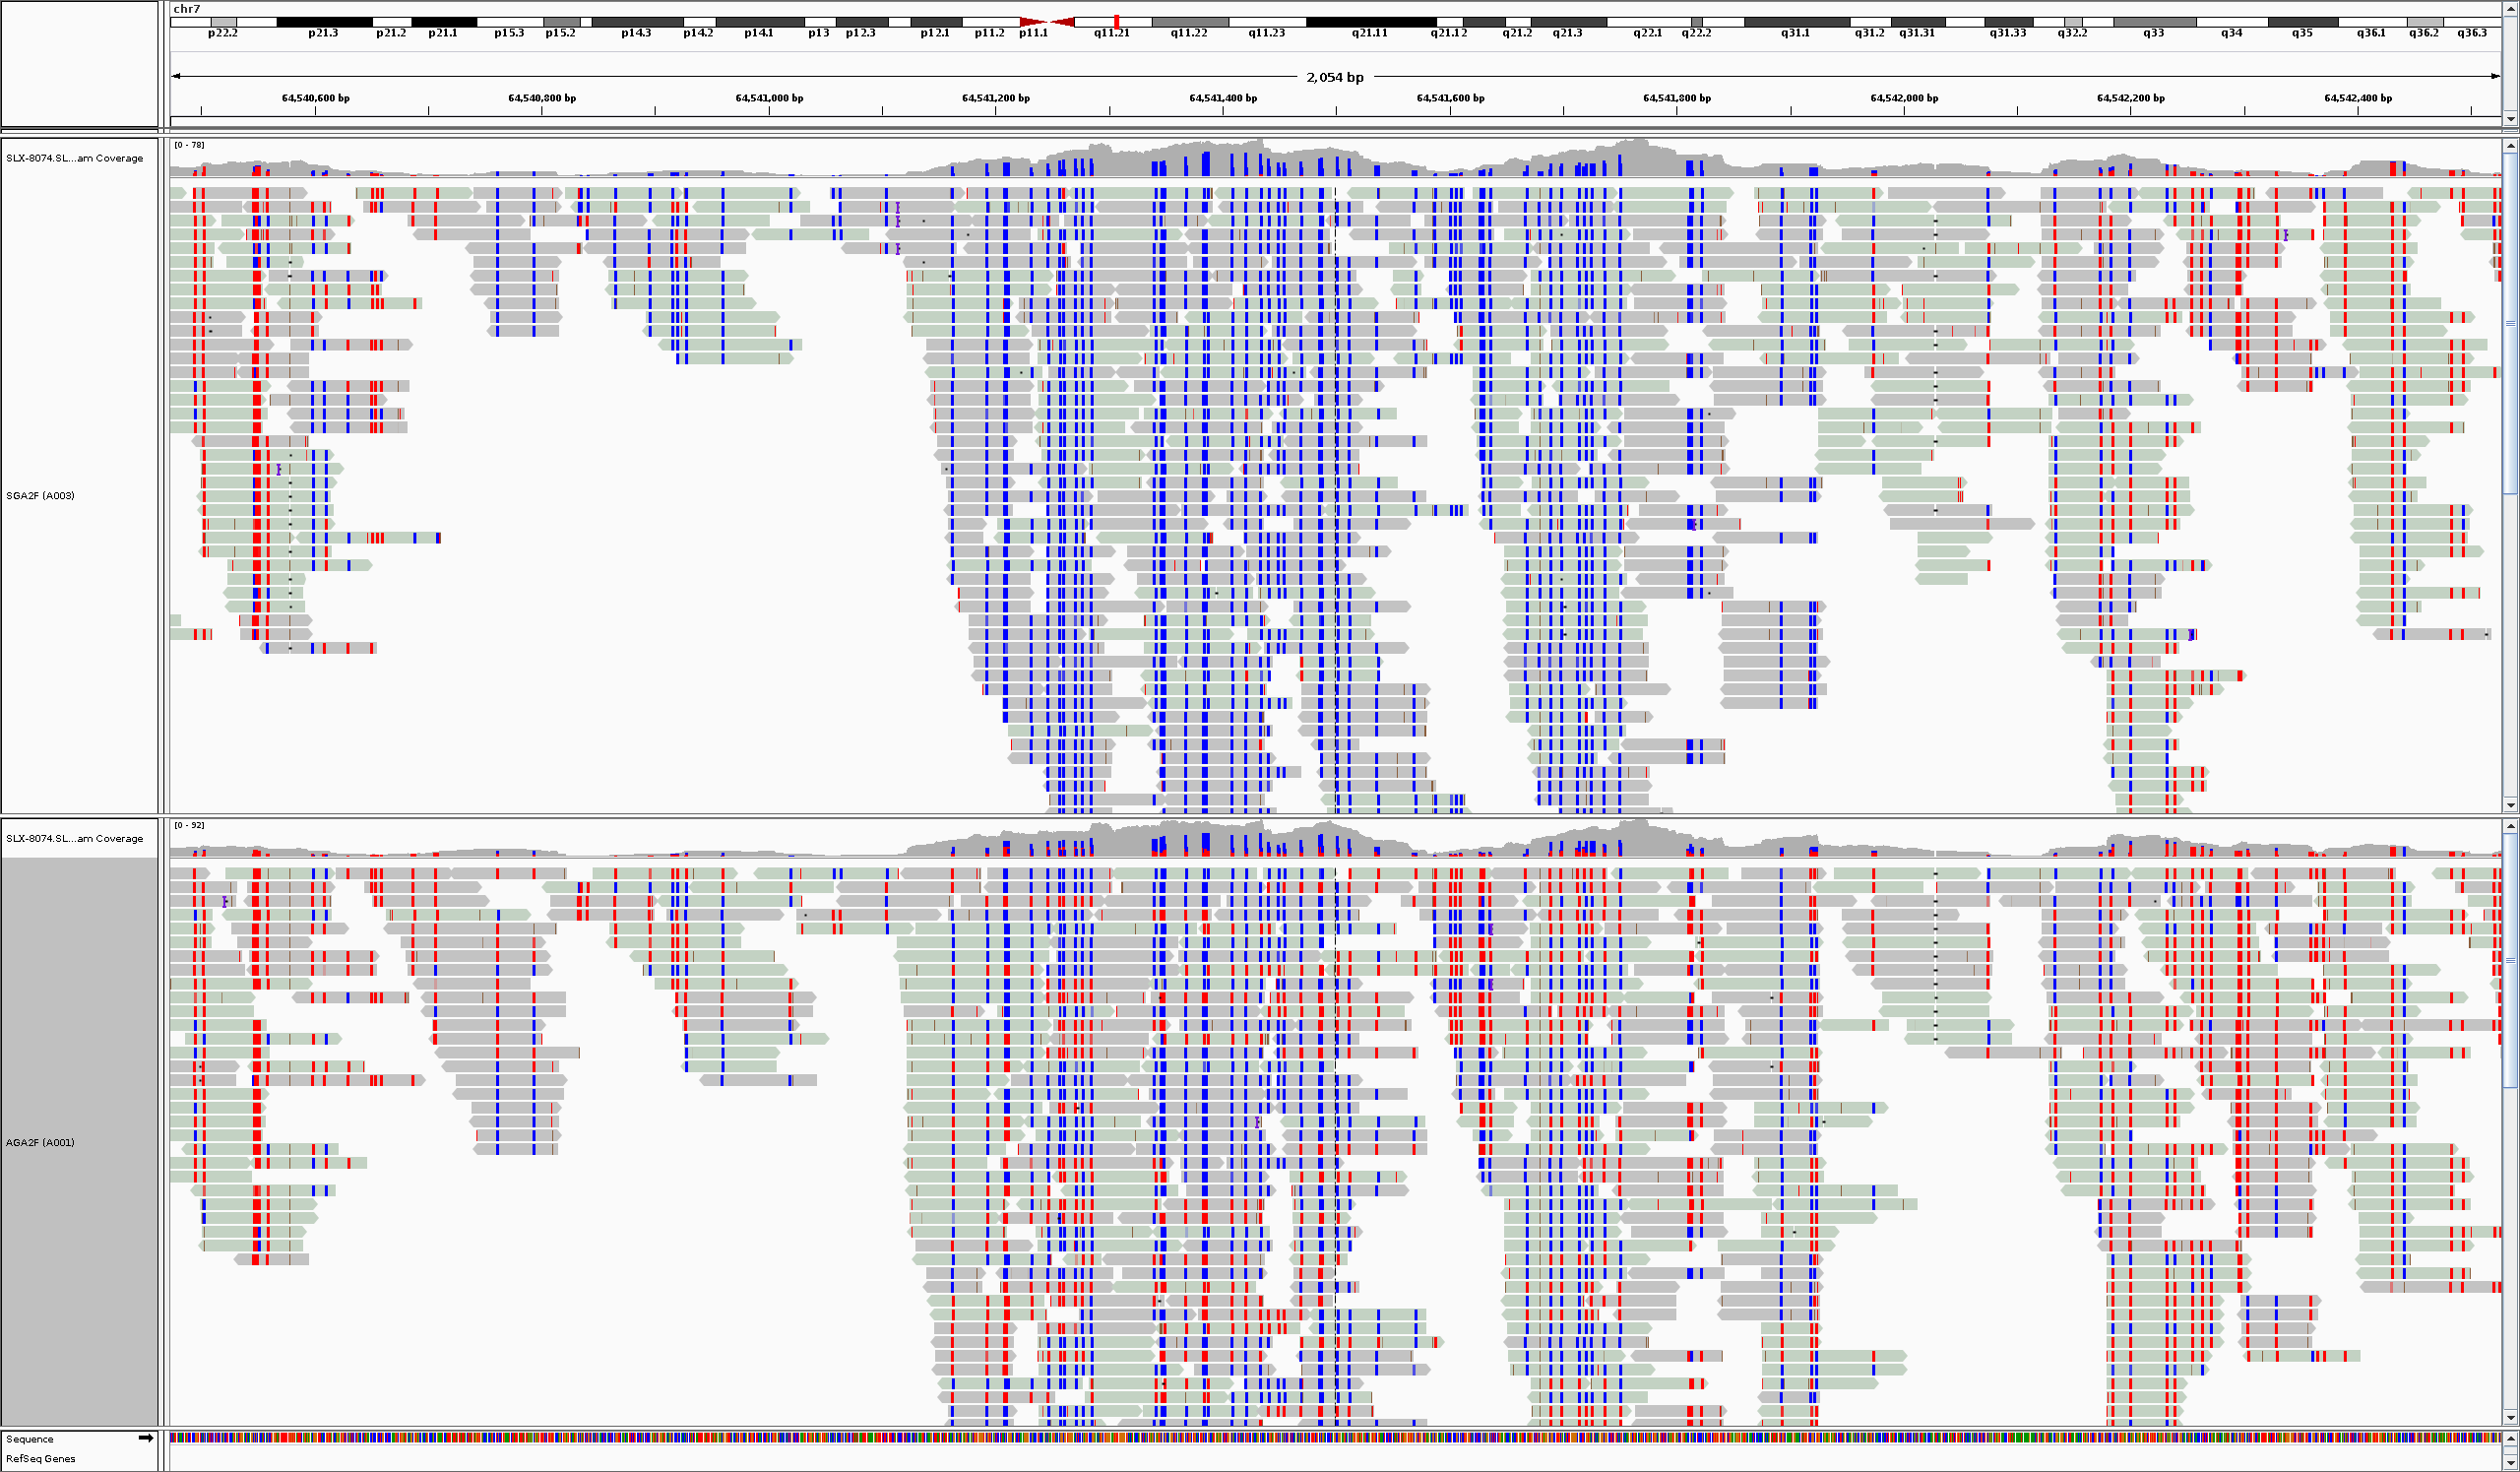 chr7
p22.2 p21.3 p21.2 p21.1 p15.3 p15.2 p14.3 p14.2 p14.1 p13 p12.3 p12.1 p11.2 p11.1 q11.21 q11.22 q11.23 q21.11 q21.12 q21.2 q21.3 q22.1 q22.2 q31.1 q31.2 q31.31 q31.33 q32.2 q33 q34 q35 q36.1 q36.2 q36.3
2,054 bp
64,540,600 bp 64,540,800 bp 64,541,000 bp 64,541,200 bp 64,541,400 bp 64,541,600 bp 64,541,800 bp 64,542,000 bp 64,542,200 bp 64,542,400 bp
[0 - 78]
SLX-8074.SL...am Coverage
SGA2F (A003)
[0 - 92]
SLX-8074.SL...am Coverage
AGA2F (A001)
Sequence
RefSeq Genes